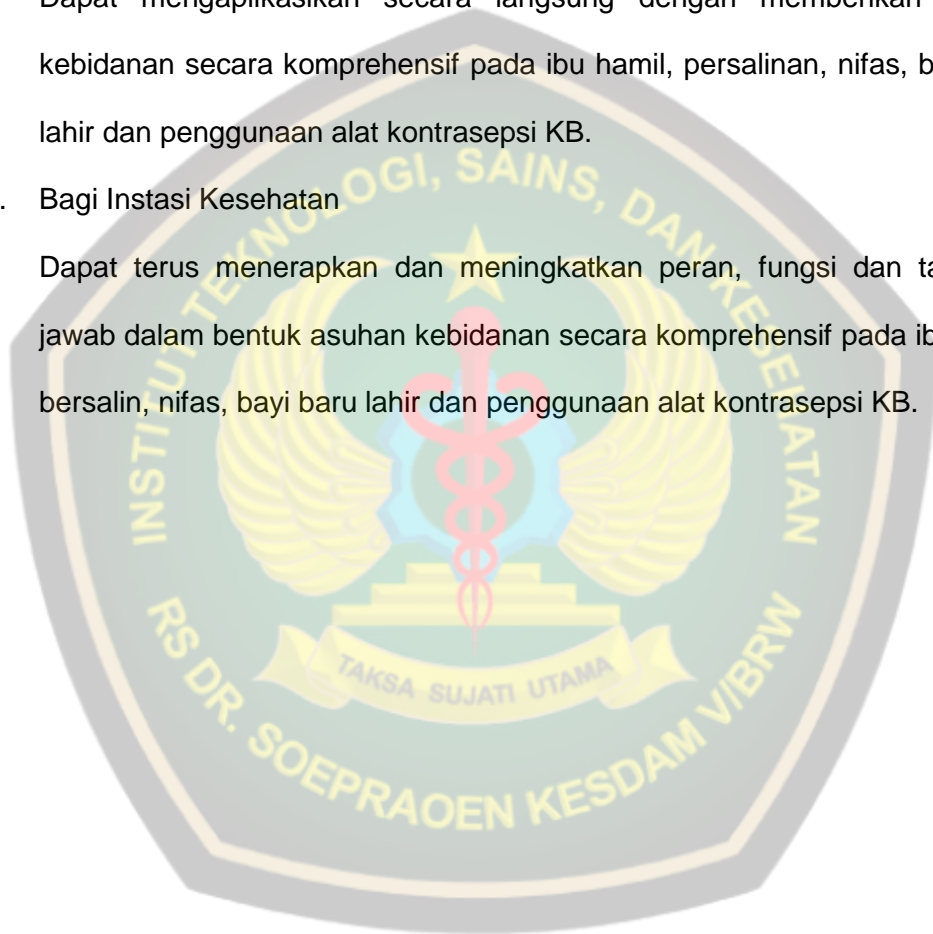 Dapat mengaplikasikan secara langsung dengan memberikan
kebidanan secara komprehensif pada ibu hamil, persalinan, nifas, b
lahir dan penggunaan alat kontrasepsi KB.
. Bagi Instasi Kesehatan
Dapat terus menerapkan dan meningkatkan peran, fungsi dan ta
jawab dalam bentuk asuhan kebidanan secara komprehensif pada ib
bersalin, nifas, bayi baru lahir dan penggunaan alat kontrasepsi KB.
INSTITUT TEKNOLOGI, SAINS, DAN KESEHATAN
TAKSA SUJATI UTAMA
RS DR. SOEPRAOEN KESDAM V/BRW